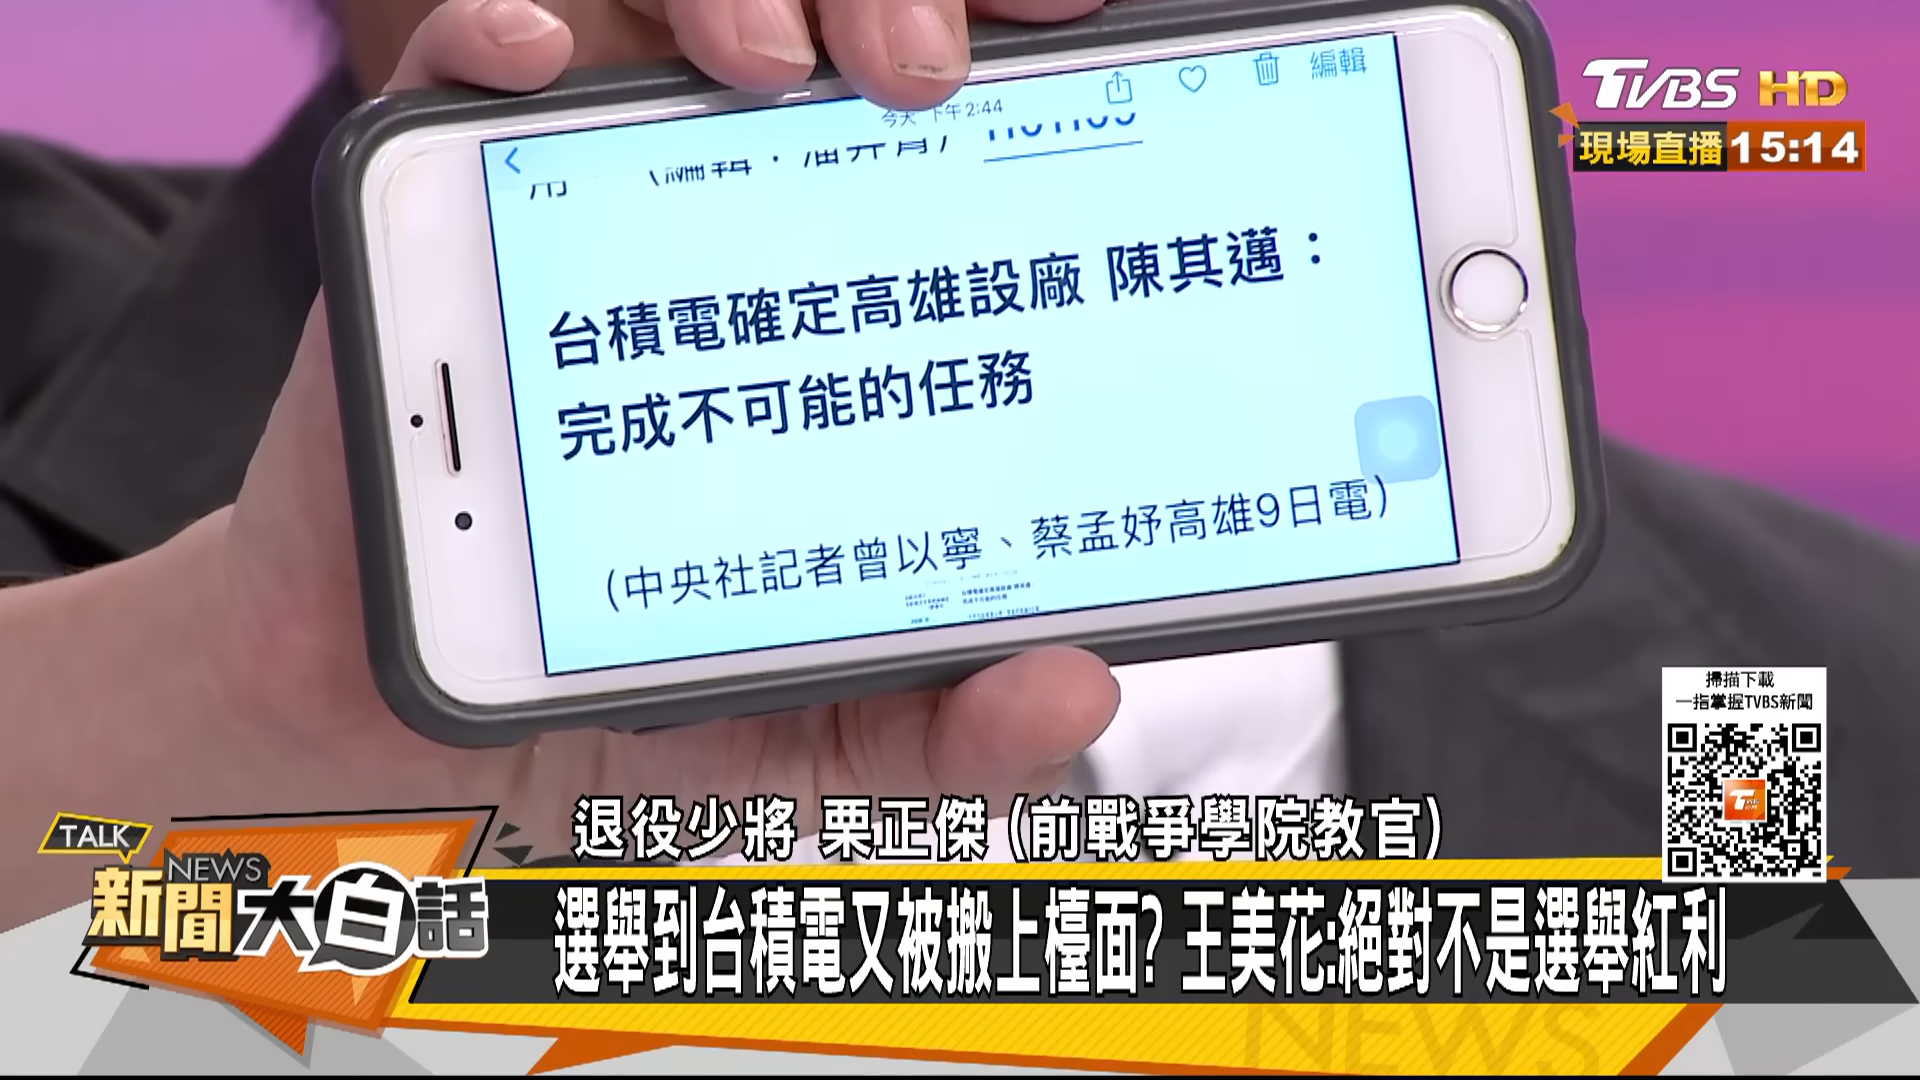 TVBS HD
現場直播 15:14
今天 下午2:44
編輯
台積電確定高雄設廠 陳其邁：
完成不可能的任務
(中央社記者曾以寧、蔡孟妤高雄9日電)
掃描下載
一指掌握TVBS新聞
TALK
NEWS
新聞大白話
退役少將 栗正傑 (前戰爭學院教官)
選舉到台積電又被搬上檯面? 王美花:絕對不是選舉紅利
NEWS